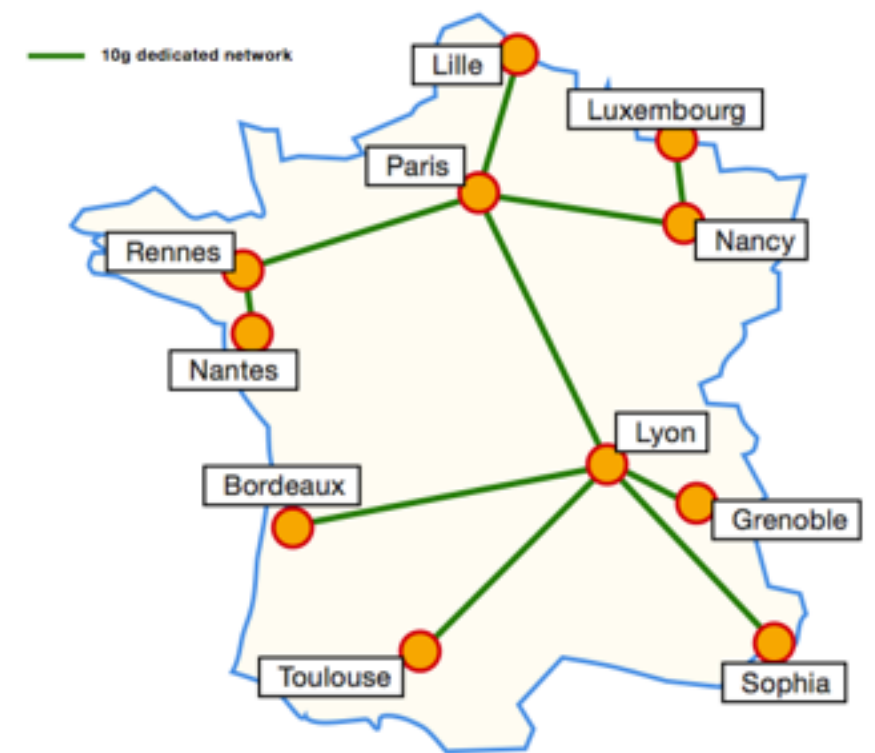 10g dedicated network
Lille
Luxembourg
Paris
Nancy
Rennes
Nantes
Lyon
Bordeaux
Grenoble
Toulouse
Sophia